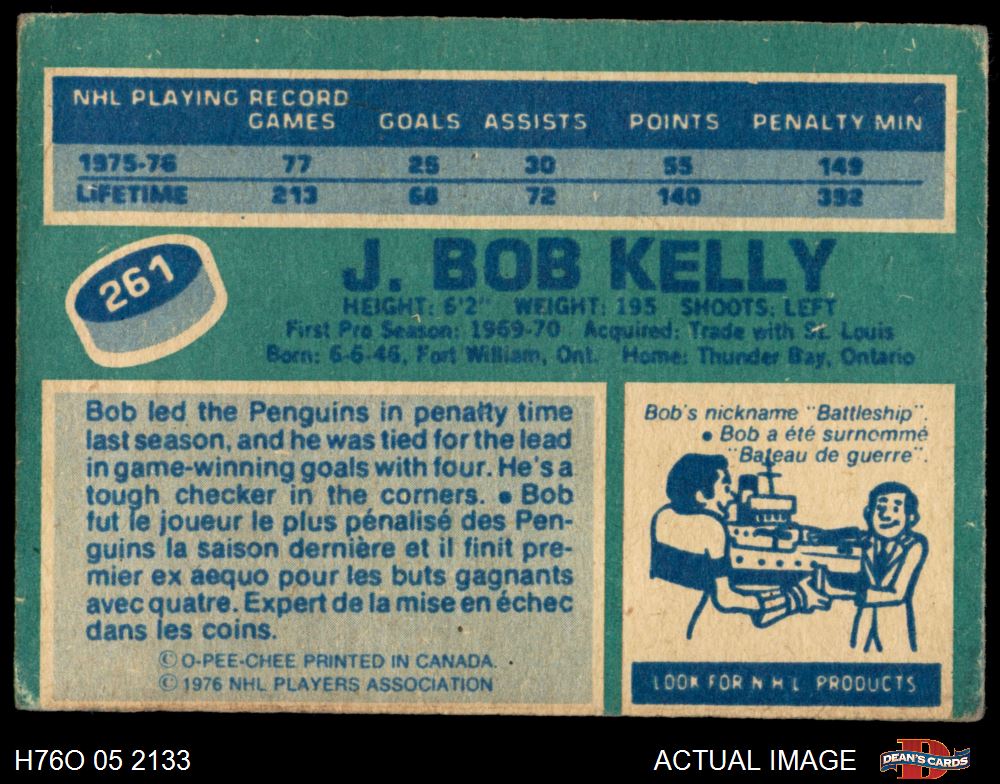 NHL PLAYING RECORD
GAMES GOALS ASSISTS POINTS PENALTY MIN
1975-76 77 25 30 55 149
LIFETIME 213 68 72 140 392
261
J. BOB KELLY
HEIGHT: 6'2" WEIGHT: 195 SHOOTS: LEFT
First Pro Season: 1969-70 Acquired: Trade with St. Louis
Born: 6-6-46, Fort William, Ont. Home: Thunder Bay, Ontario
Bob led the Penguins in penalty time
last season, and he was tied for the lead
in game-winning goals with four. He's a
tough checker in the corners. ● Bob
fut le joueur le plus pénalisé des Pen-
guins la saison dernière et il finit pre-
mier ex aequo pour les buts gagnants
avec quatre. Expert de la mise en échec
dans les coins.
© O-PEE-CHEE PRINTED IN CANADA.
© 1976 NHL PLAYERS ASSOCIATION
Bob's nickname "Battleship".
● Bob a été surnommé
"Bateau de guerre".
LOOK FOR N H L PRODUCTS
H76O 05 2133
ACTUAL IMAGE
D
DEAN'S CARDS